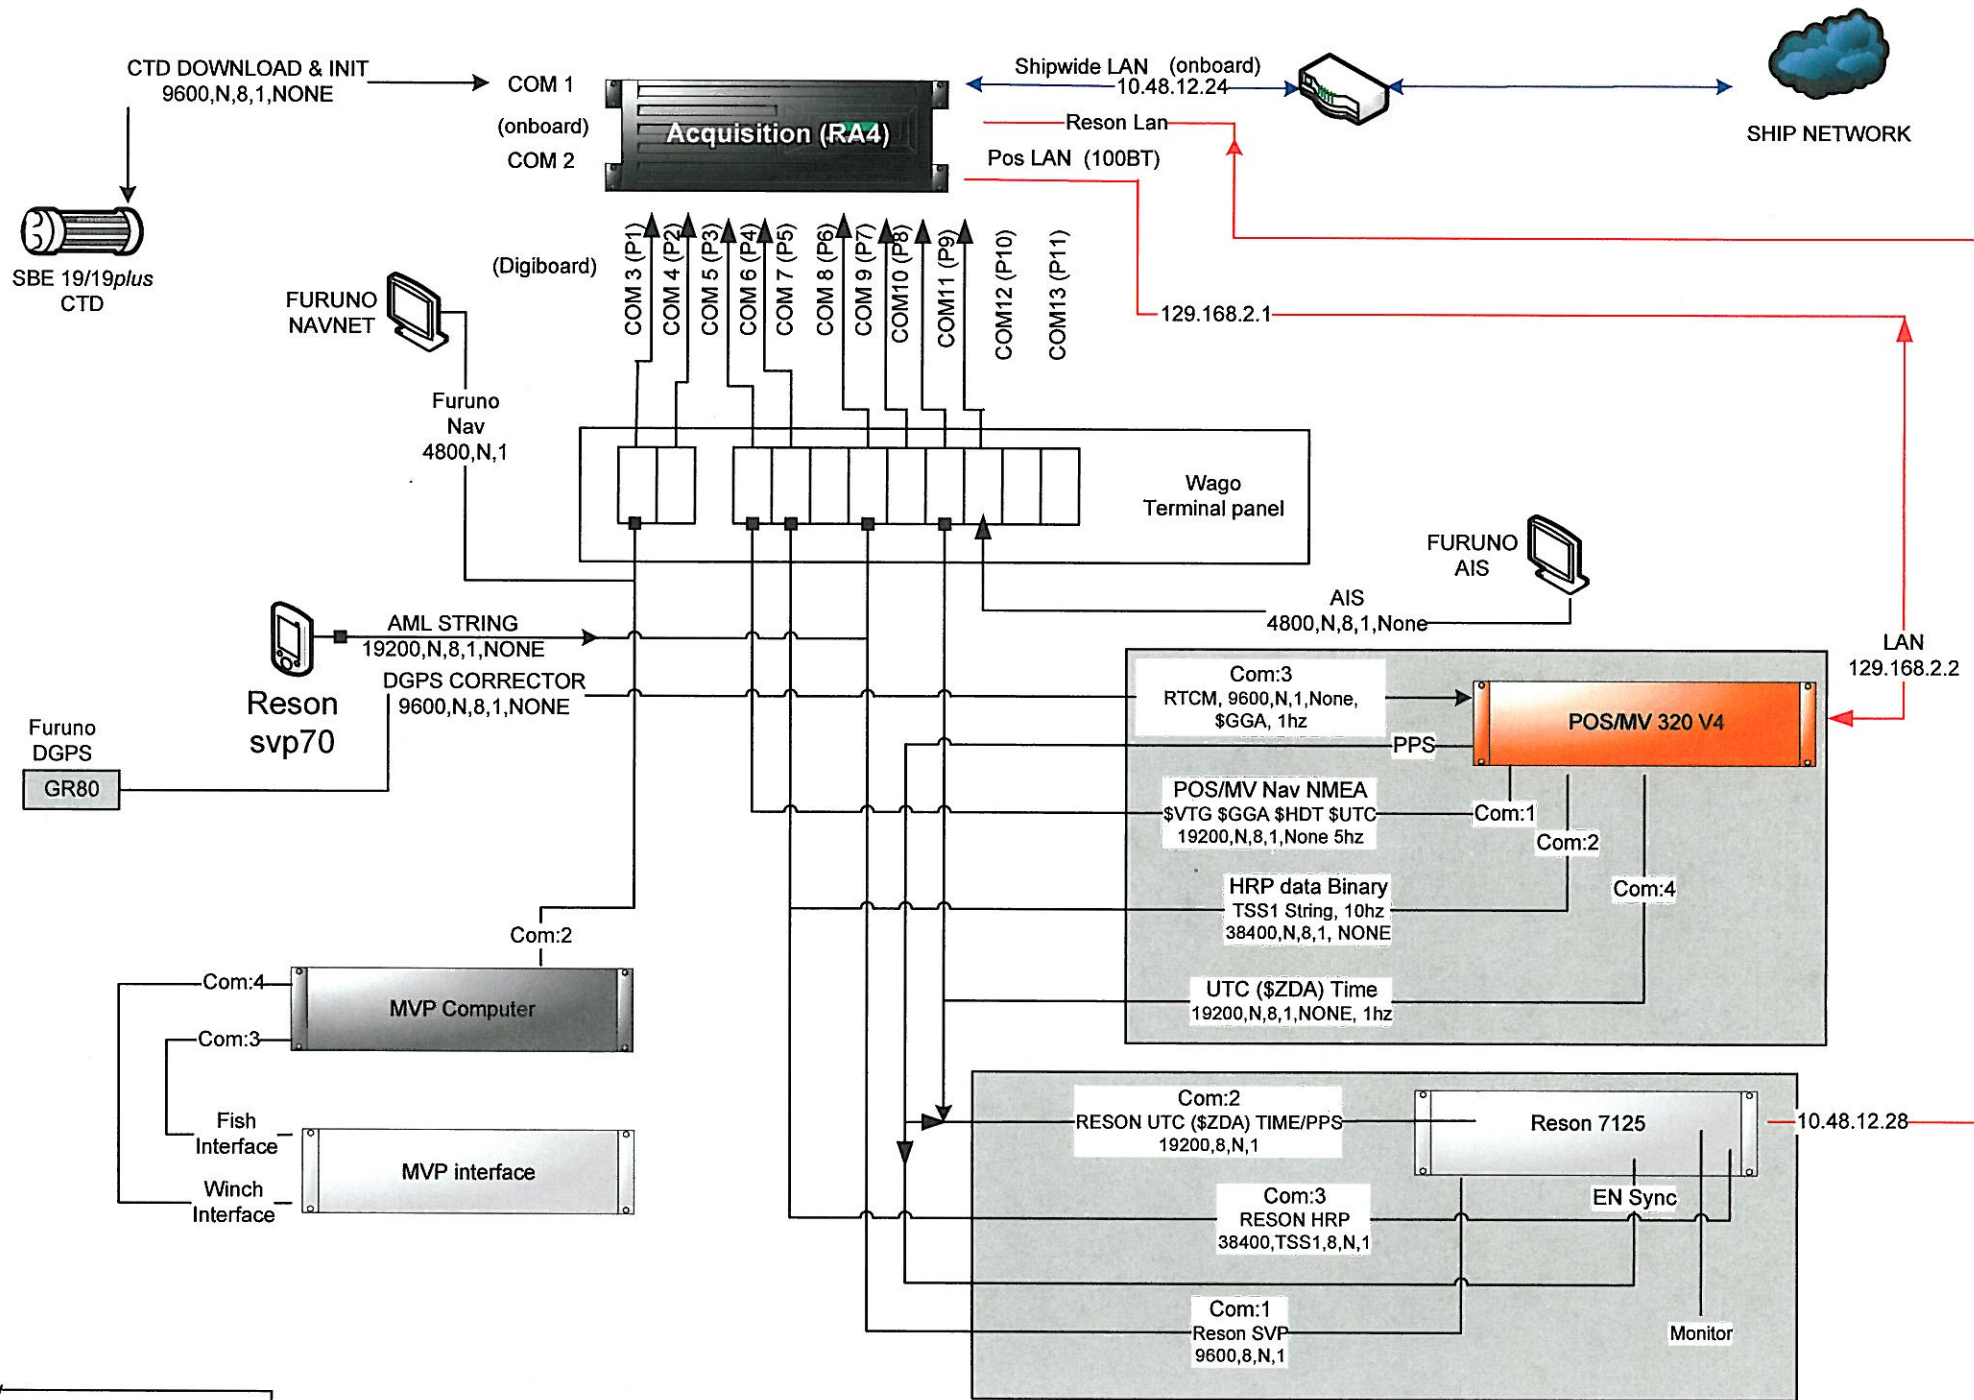 CTD DOWNLOAD & INIT
9600,N,8,1,NONE
COM 1
(onboard)
COM 2
Acquisition (RA4)
Shipwide LAN (onboard)
10.48.12.24
Reson Lan
Pos LAN (100BT)
SHIP NETWORK
SBE 19/19plus
CTD
(Digiboard)
COM 3 (P1)
COM 4 (P2)
COM 5 (P3)
COM 6 (P4)
COM 7 (P5)
COM 8 (P6)
COM 9 (P7)
COM10 (P8)
COM11 (P9)
COM12 (P10)
COM13 (P11)
129.168.2.1
FURUNO
NAVNET
Furuno
Nav
4800,N,1
Wago
Terminal panel
FURUNO
AIS
AIS
4800,N,8,1,None
AML STRING
19200,N,8,1,NONE
Reson
svp70
DGPS CORRECTOR
9600,N,8,1,NONE
Furuno
DGPS
GR80
LAN
129.168.2.2
Com:3
RTCM, 9600,N,1,None,
$GGA, 1hz
POS/MV 320 V4
PPS
POS/MV Nav NMEA
$VTG $GGA $HDT $UTC
19200,N,8,1,None 5hz
Com:1
Com:2
Com:4
HRP data Binary
TSS1 String, 10hz
38400,N,8,1, NONE
UTC ($ZDA) Time
19200,N,8,1,NONE, 1hz
Com:2
Com:4
MVP Computer
Com:3
Fish
Interface
MVP interface
Winch
Interface
Com:2
RESON UTC ($ZDA) TIME/PPS
19200,8,N,1
Reson 7125
10.48.12.28
EN Sync
Com:3
RESON HRP
38400,TSS1,8,N,1
Com:1
Reson SVP
9600,8,N,1
Monitor